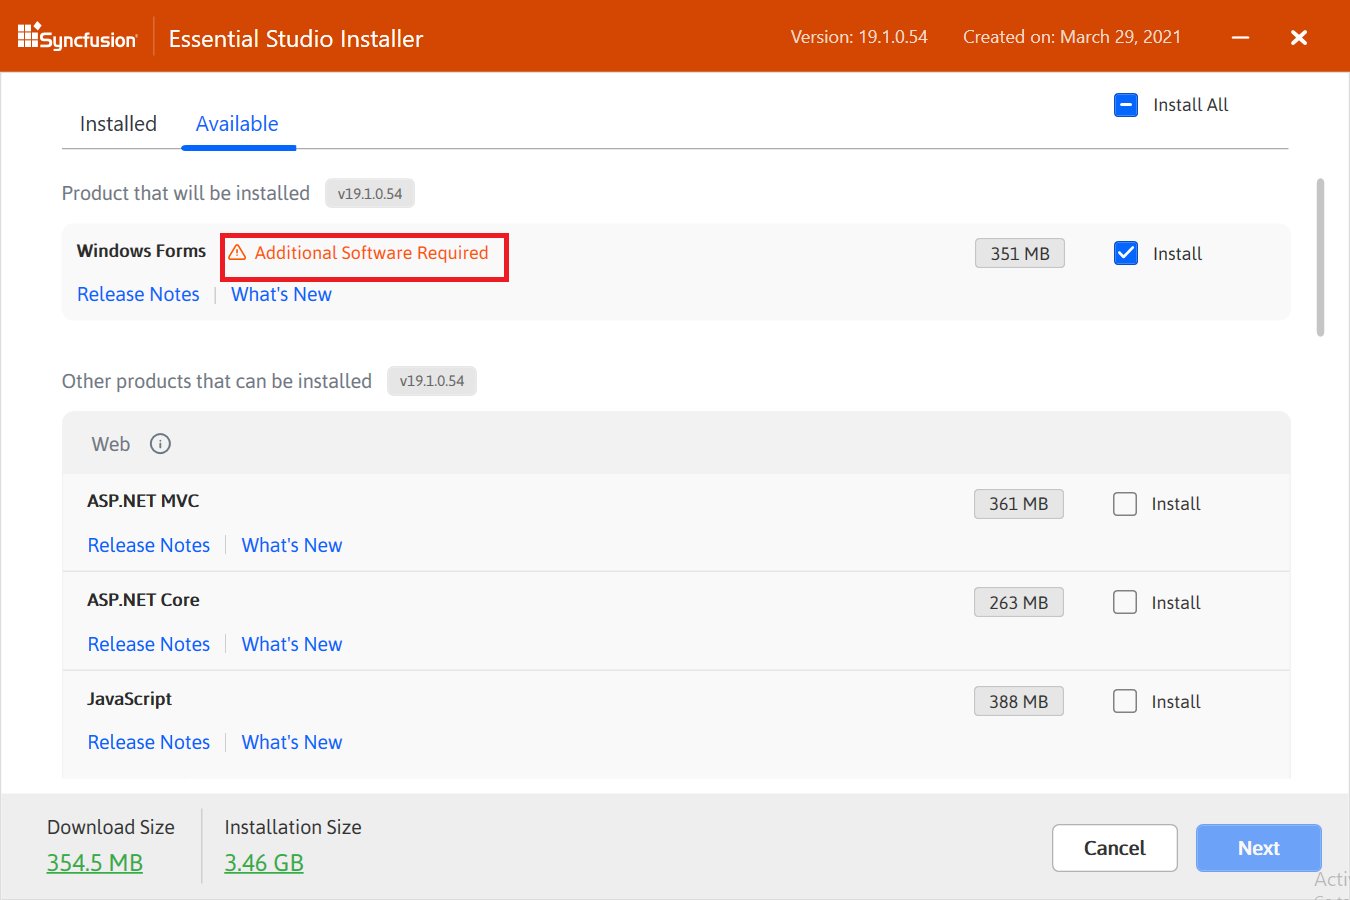 Syncfusion Essential Studio Installer Version: 19.1.0.54 Created on: March 29, 2021
Install All
Installed Available
Product that will be installed v19.1.0.54
Windows Forms Additional Software Required 351 MB Install
Release Notes What's New
Other products that can be installed v19.1.0.54
Web
ASP.NET MVC 361 MB Install
Release Notes What's New
ASP.NET Core 263 MB Install
Release Notes What's New
JavaScript 388 MB Install
Release Notes What's New
Download Size Installation Size
354.5 MB 3.46 GB
Cancel Next
Acti